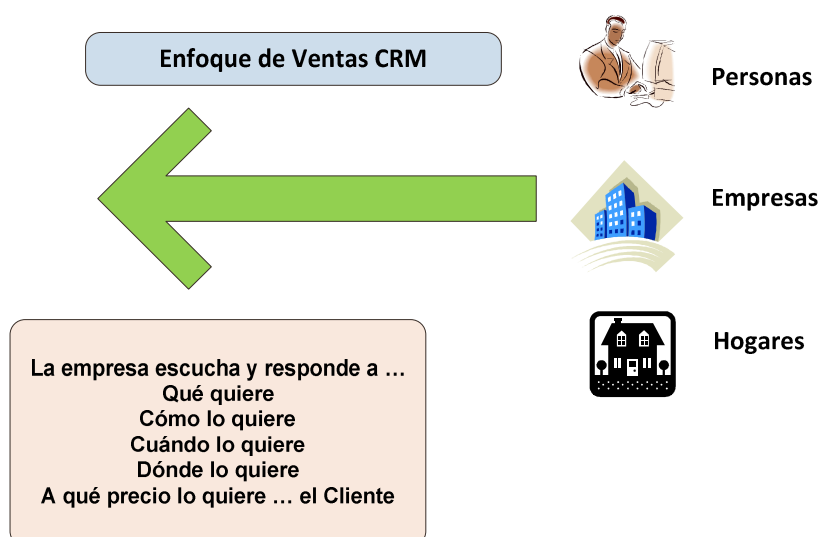 Enfoque de Ventas CRM
Personas
Empresas
Hogares
La empresa escucha y responde a ...
Qué quiere
Cómo lo quiere
Cuándo lo quiere
Dónde lo quiere
A qué precio lo quiere ... el Cliente